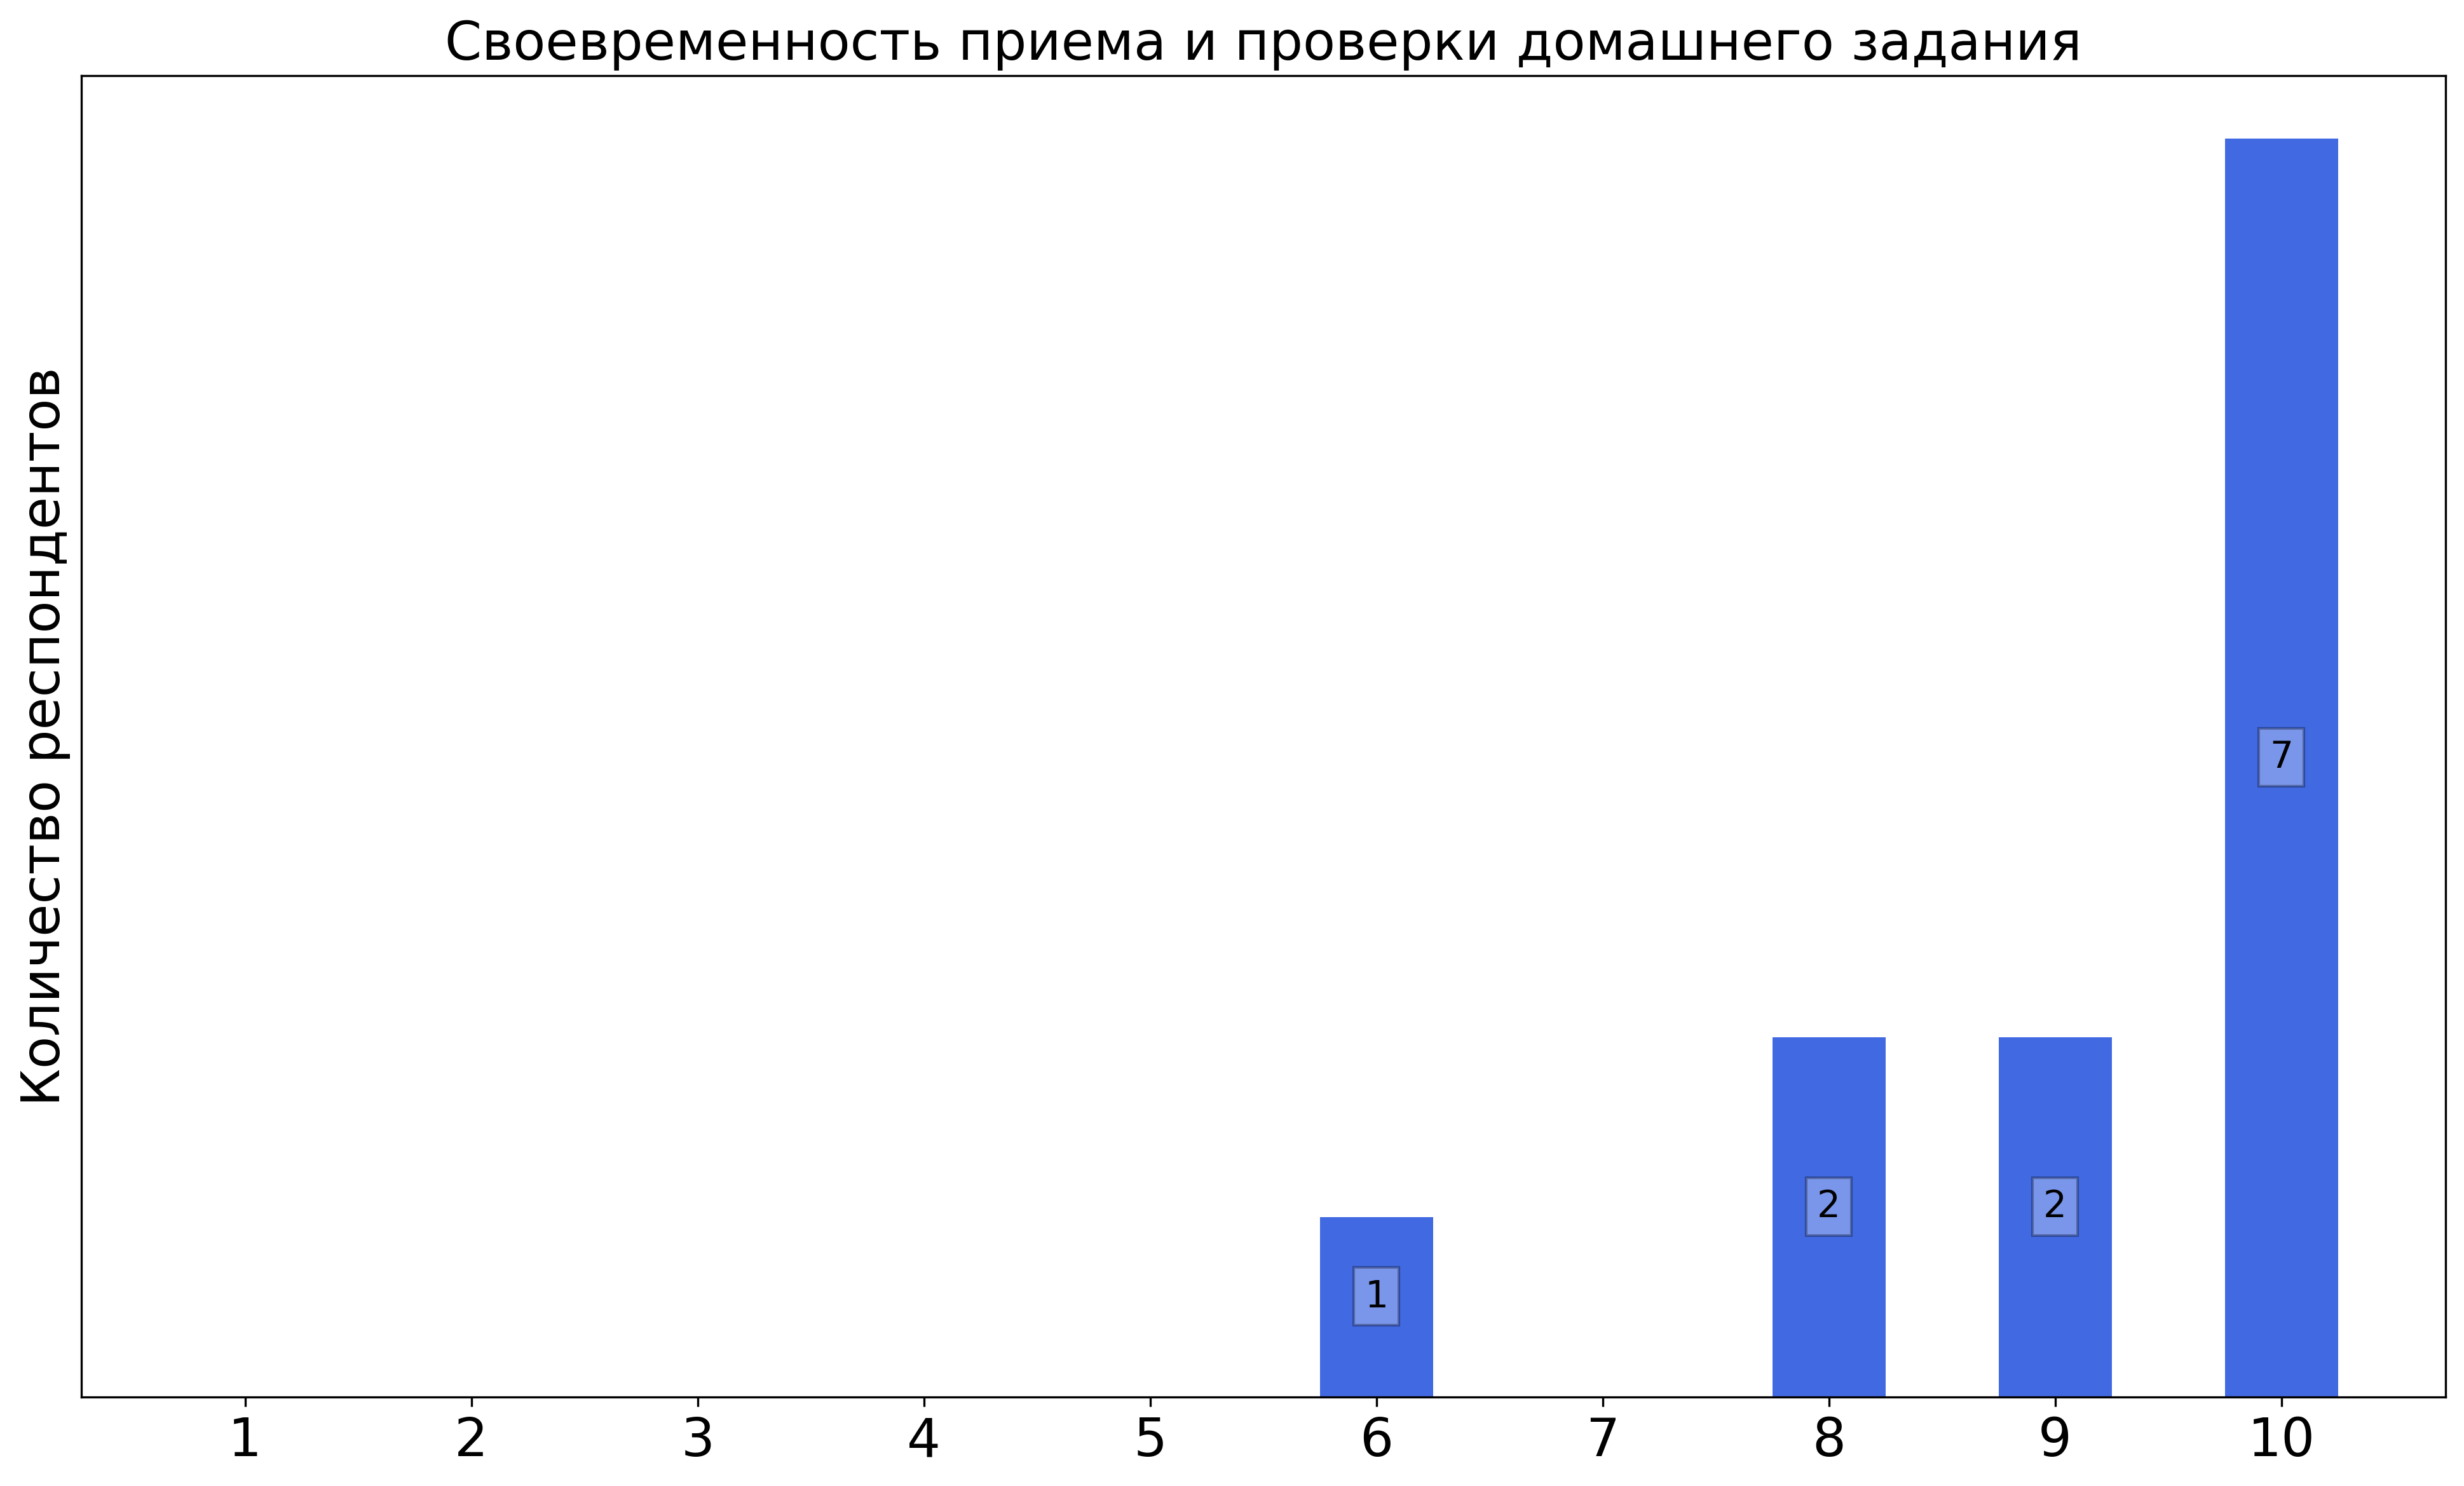 Своевременность приема и проверки домашнего задания
Количество респондентов
7
2 2
1
1 2 3 4 5 6 7 8 9 10